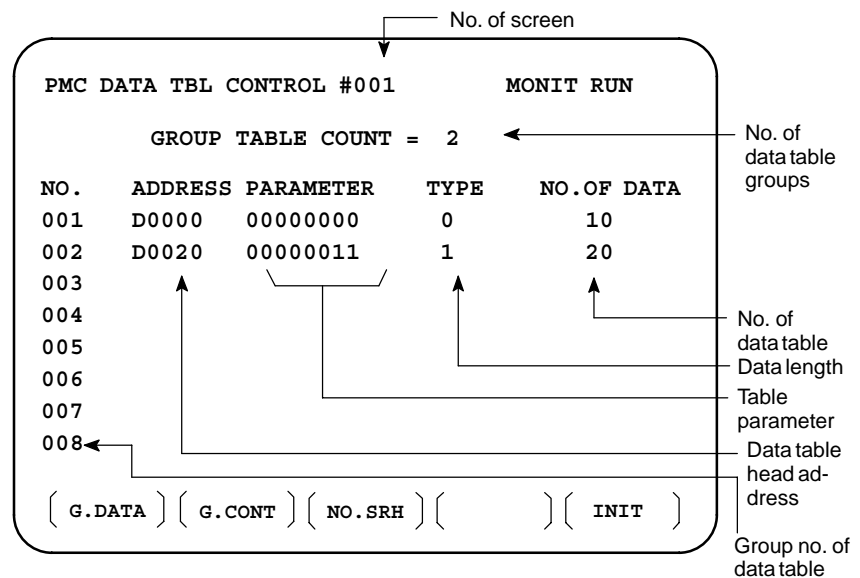 No. of screen
PMC DATA TBL CONTROL #001 MONIT RUN
GROUP TABLE COUNT = 2
No. of
data table
groups
NO. ADDRESS PARAMETER TYPE NO.OF DATA
001 D0000 00000000 0 10
002 D0020 00000011 1 20
003
004
005
006
007
008
No. of
data table
Data length
Table
parameter
Data table
head ad-
dress
G.DATA G.CONT NO.SRH INIT
Group no. of
data table